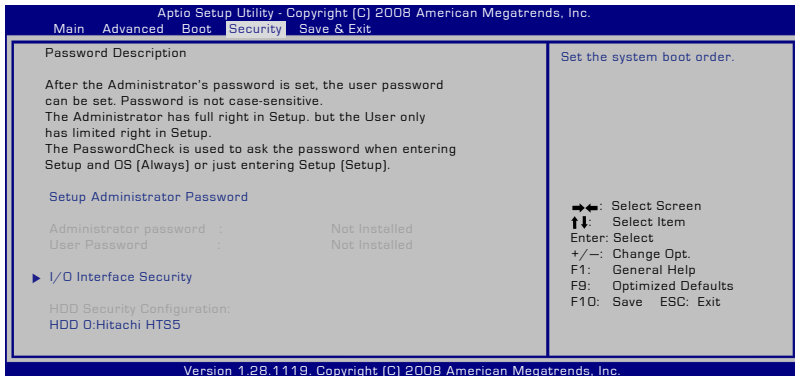 Aptio Setup Utility - Copyright (C) 2008 American Megatrends, Inc.
Main Advanced Boot Security Save & Exit
Password Description
After the Administrator's password is set, the user password
can be set. Password is not case-sensitive.
The Administrator has full right in Setup. but the User only
has limited right in Setup.
The PasswordCheck is used to ask the password when entering
Setup and OS (Always) or just entering Setup (Setup).
Setup Administrator Password
Administrator password : Not Installed
User Password : Not Installed
I/O Interface Security
HDD Security Configuration:
HDD 0:Hitachi HTS5
Set the system boot order.
→←: Select Screen
↑↓: Select Item
Enter: Select
+/—: Change Opt.
F1: General Help
F9: Optimized Defaults
F10: Save ESC: Exit
Version 1.28.1119. Copyright (C) 2008 American Megatrends, Inc.